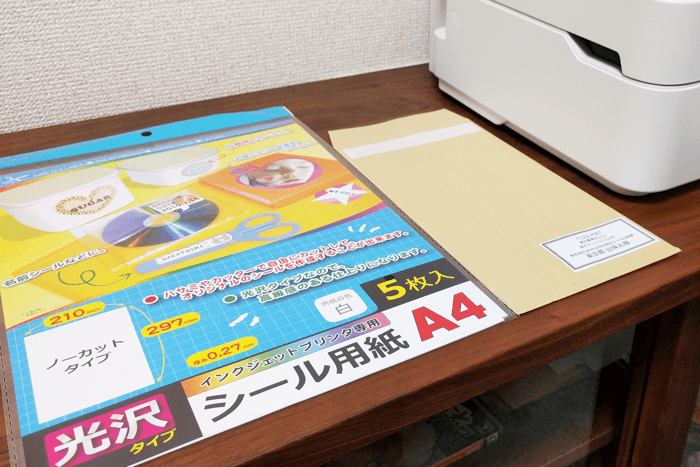 SUGAR
HAKATORI
名前シールなどに。
●ハサミやカッターで自由にカットして
オリジナルのシールを作成することが出来ます。
●光沢タイプなので
高級感のある仕上りになります。
用紙の色
白
5枚入
210mm
297mm
厚み0.27mm
ノーカット
タイプ
インクジェットプリンタ専用
シール用紙 A4
光沢
タイプ